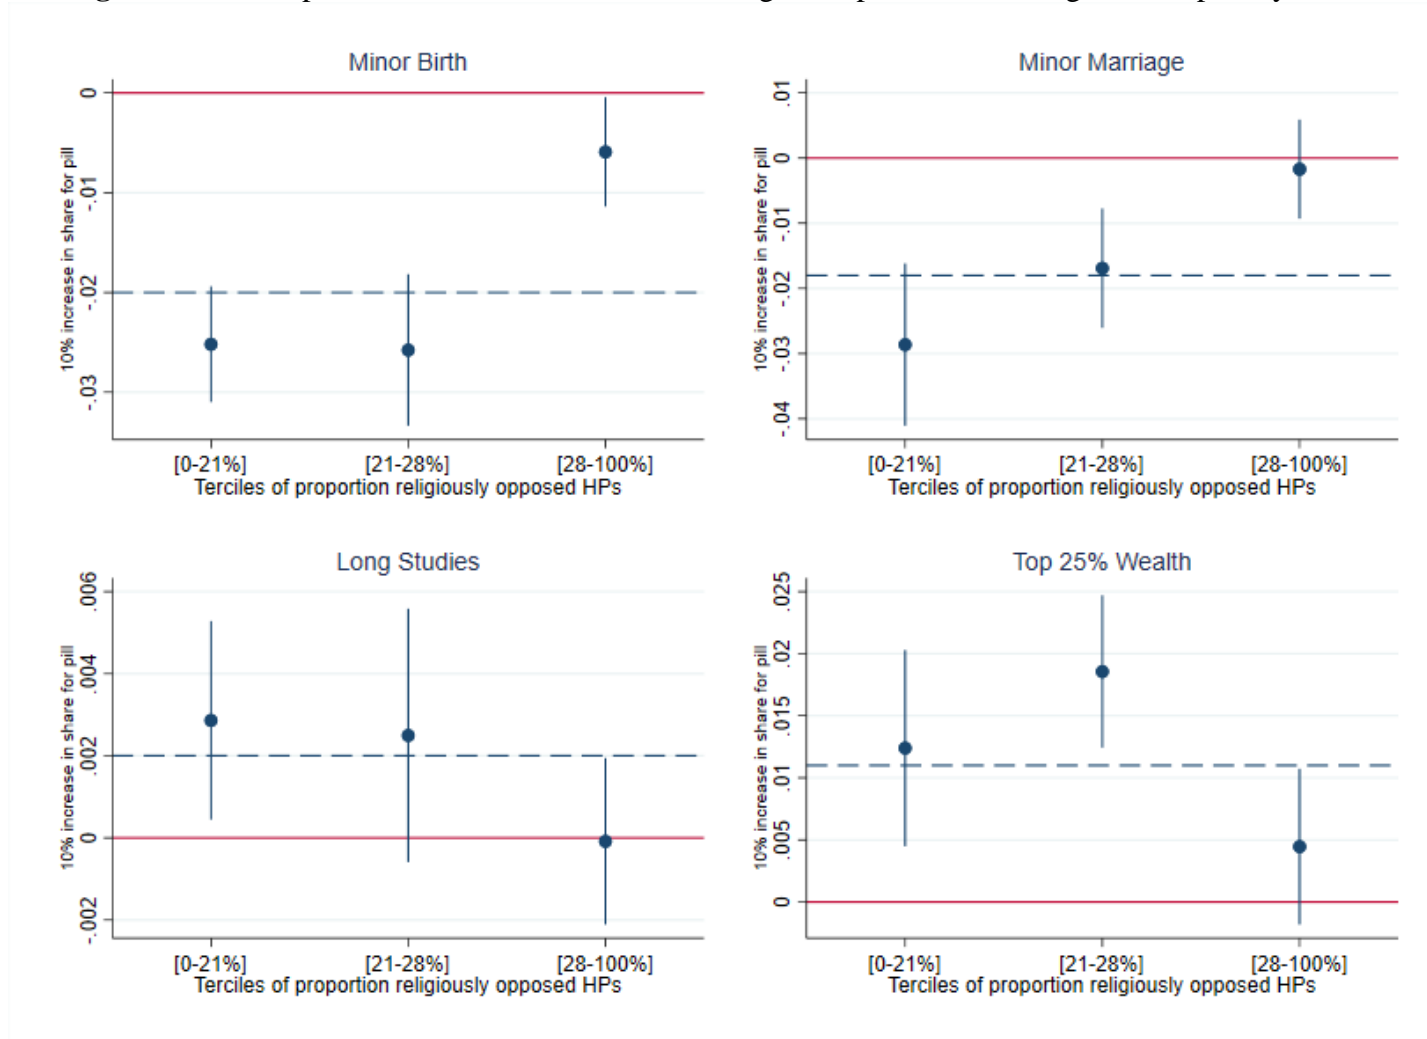 Minor Birth
0
-.01
-.02
-.03
10% increase in share for pill
[0-21%] [21-28%] [28-100%]
Terciles of proportion religiously opposed HPs
Minor Marriage
.01
0
-.01
-.02
-.03
-.04
10% increase in share for pill
[0-21%] [21-28%] [28-100%]
Terciles of proportion religiously opposed HPs
Long Studies
.006
.004
.002
0
-.002
10% increase in share for pill
[0-21%] [21-28%] [28-100%]
Terciles of proportion religiously opposed HPs
Top 25% Wealth
.025
.02
.015
.01
.005
0
10% increase in share for pill
[0-21%] [21-28%] [28-100%]
Terciles of proportion religiously opposed HPs